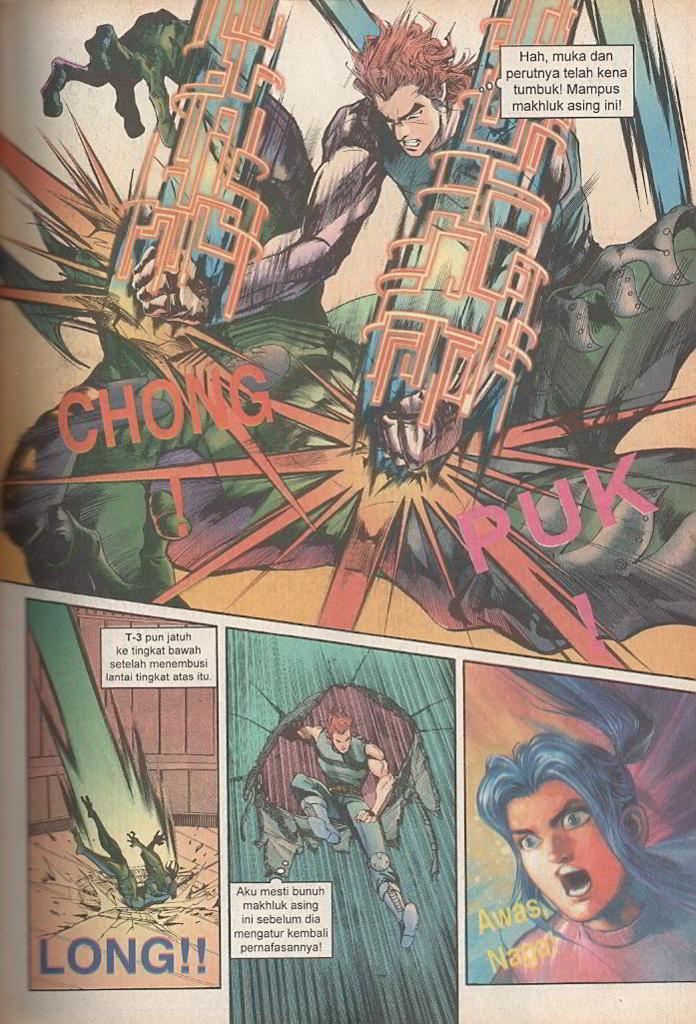 Hah, muka dan
perutnya telah kena
tumbuk! Mampus
makhluk asing ini!
CHONG
!
PUK
!
T-3 pun jatuh
ke tingkat bawah
setelah menembusi
lantai tingkat atas itu.
LONG!!
Aku mesti bunuh
makhluk asing
ini sebelum dia
mengatur kembali
pernafasannya!
Awas,
Naga!